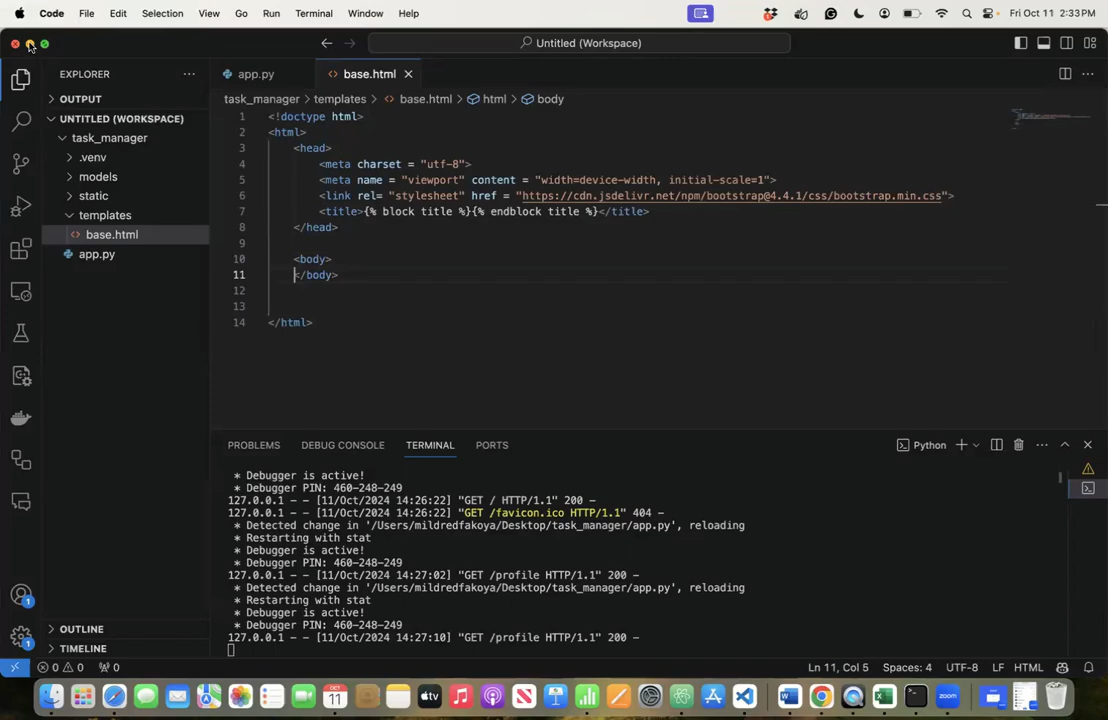 Code File Edit Selection View Go Run Terminal Window Help Fri Oct 11 2:33 PM
Untitled (Workspace)
EXPLORER
OUTPUT
UNTITLED (WORKSPACE)
task_manager
.venv
models
static
templates
base.html
app.py
OUTLINE
TIMELINE
app.py base.html
task_manager templates base.html html body
1 <!doctype html>
2 <html>
3 <head>
4 <meta charset = "utf-8">
5 <meta name = "viewport" content = "width=device-width, initial-scale=1">
6 <link rel= "stylesheet" href = "https://cdn.jsdelivr.net/npm/bootstrap@4.4.1/css/bootstrap.min.css">
7 <title>{% block title %}{% endblock title %}</title>
8 </head>
9
10 <body>
11 </body>
12
13
14 </html>
PROBLEMS DEBUG CONSOLE TERMINAL PORTS Python
* Debugger is active!
* Debugger PIN: 460-248-249
127.0.0.1 - - [11/Oct/2024 14:26:22] "GET / HTTP/1.1" 200 -
127.0.0.1 - - [11/Oct/2024 14:26:22] "GET /favicon.ico HTTP/1.1" 404 -
* Detected change in '/Users/mildredfakoya/Desktop/task_manager/app.py', reloading
* Restarting with stat
* Debugger is active!
* Debugger PIN: 460-248-249
127.0.0.1 - - [11/Oct/2024 14:27:02] "GET /profile HTTP/1.1" 200 -
* Detected change in '/Users/mildredfakoya/Desktop/task_manager/app.py', reloading
* Restarting with stat
* Debugger is active!
* Debugger PIN: 460-248-249
127.0.0.1 - - [11/Oct/2024 14:27:10] "GET /profile HTTP/1.1" 200 -
1
1
0 0 0 Ln 11, Col 5 Spaces: 4 UTF-8 LF HTML
OCT
11
tv
zoom